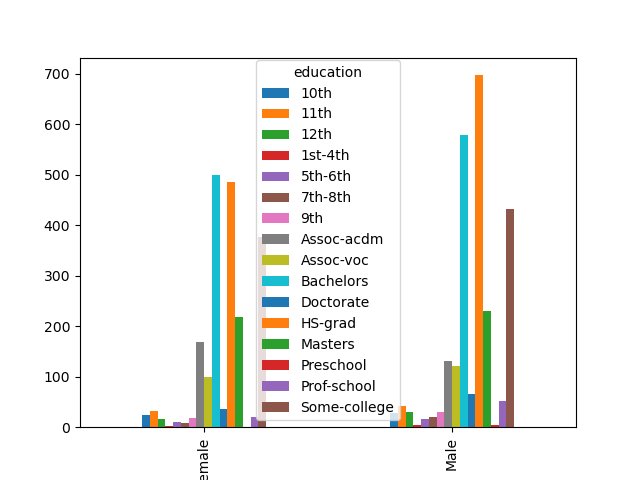 700
600
500
400
300
200
100
0
education
10th
11th
12th
1st-4th
5th-6th
7th-8th
9th
Assoc-acdm
Assoc-voc
Bachelors
Doctorate
HS-grad
Masters
Preschool
Prof-school
Some-college
emale
Male